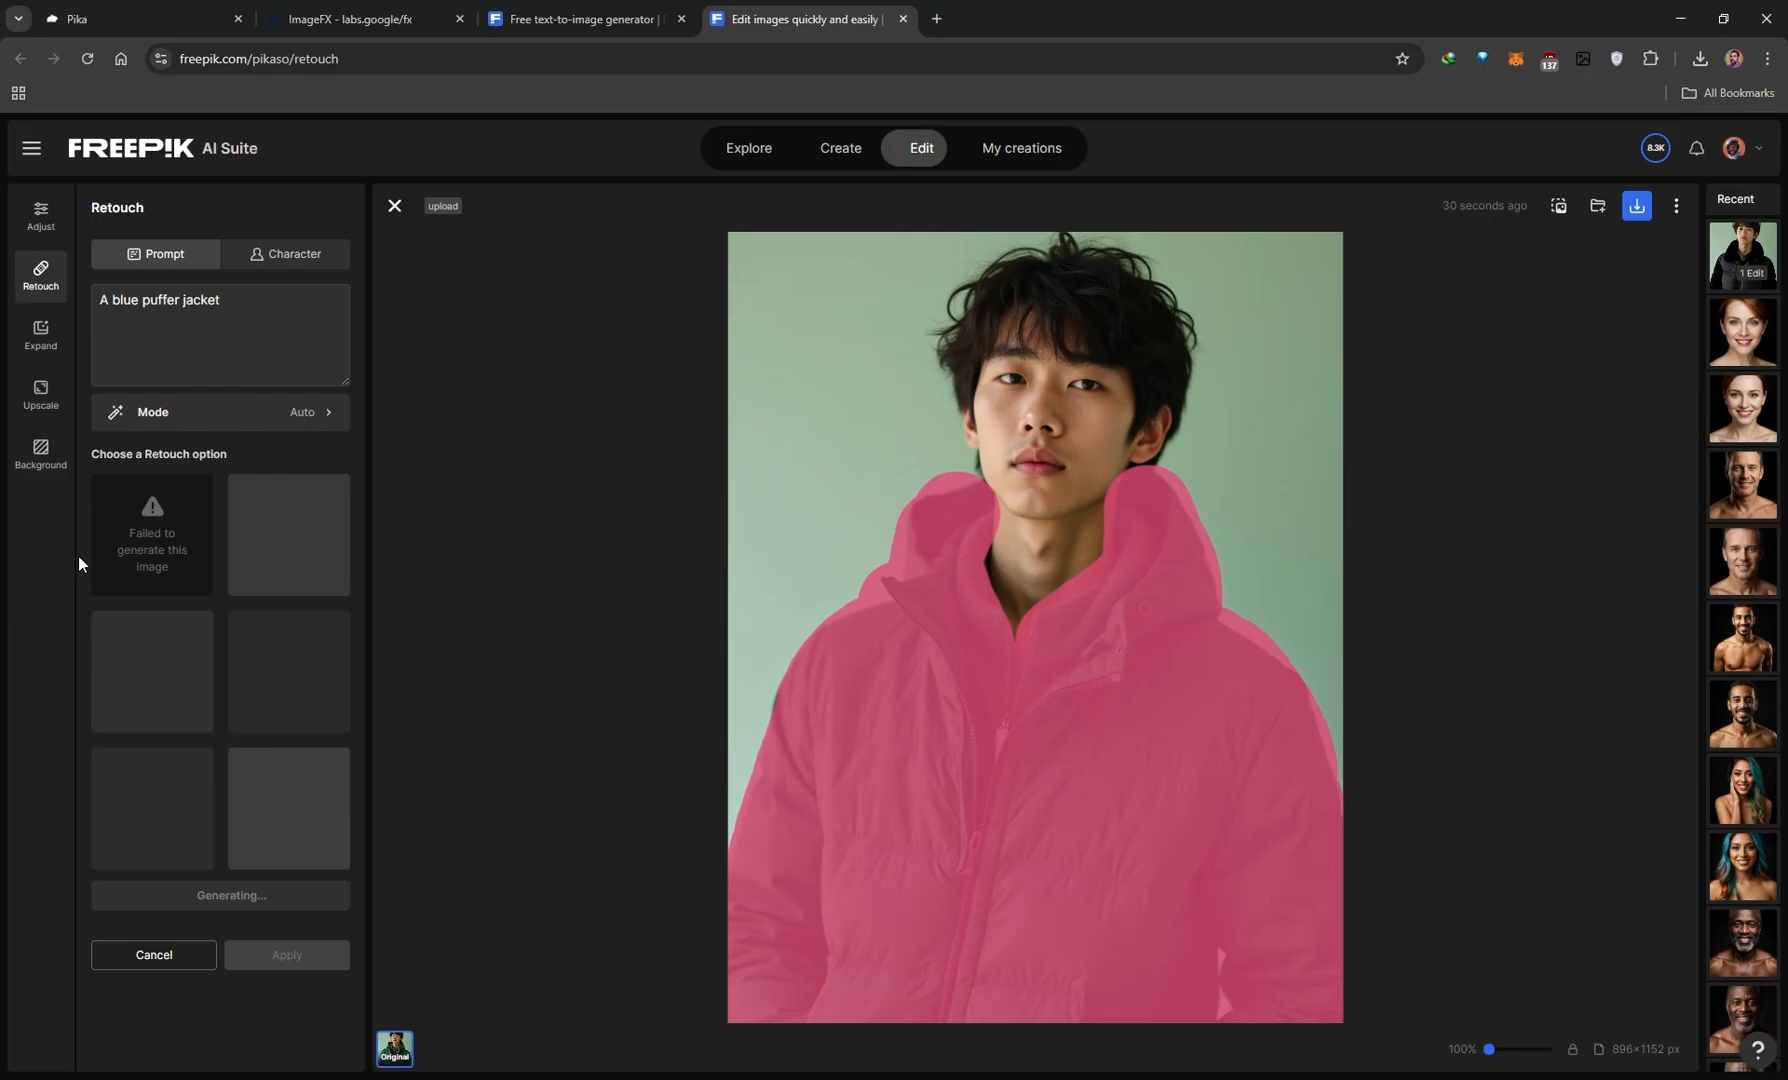 Pika
ImageFX - labs.google/fx
Free text-to-image generator |
Edit images quickly and easily |
freepik.com/pikaso/retouch
137
All Bookmarks
FREEP!K AI Suite
Explore
Create
Edit
My creations
8.3K
Adjust
Retouch
Expand
Upscale
Background
Retouch
Prompt
Character
A blue puffer jacket
Mode
Auto
Choose a Retouch option
Failed to
generate this
image
Generating...
Cancel
Apply
upload
30 seconds ago
Original
100%
896×1152 px
Recent
1 Edit
?